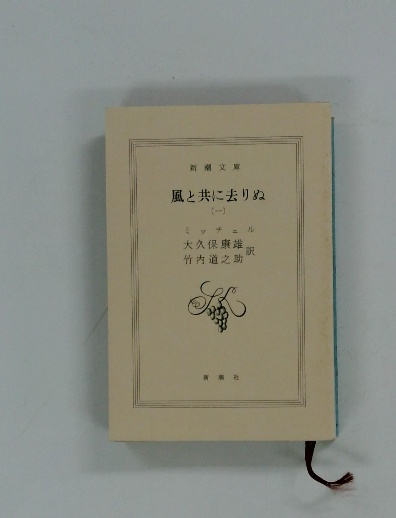 新潮文庫
風と共に去りぬ
(一)
ミッチェル
大久保康雄
竹内道之助
訳
新潮社